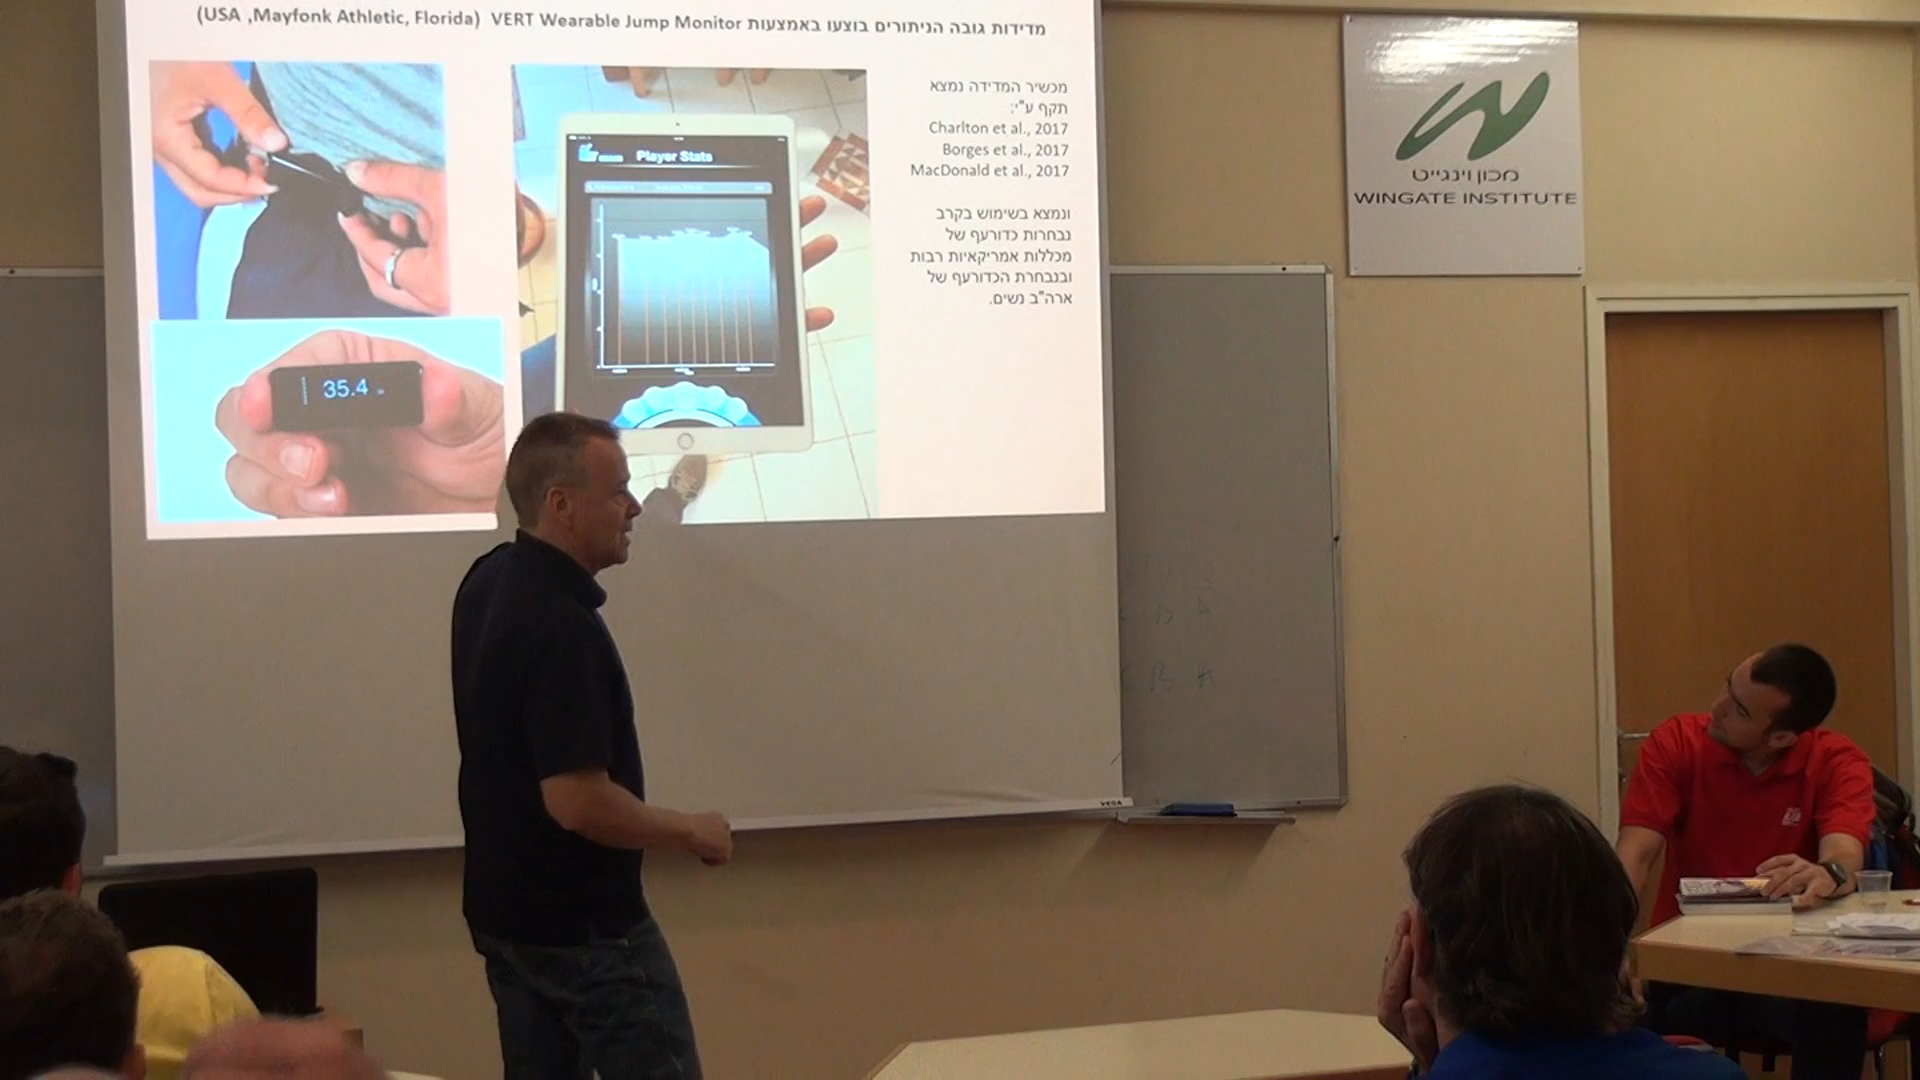 מדידות גובה הניתורים בוצעו באמצעות VERT Wearable Jump Monitor (USA ,Mayfonk Athletic, Florida)
מכשיר המדידה נמצא
תקף ע"י:
Charlton et al., 2017
Borges et al., 2017
MacDonald et al., 2017
ונמצא בשימוש בקרב
נבחרות כדורעף של
מכללות אמריקאיות רבות
ובנבחרת הכדורעף של
ארה"ב נשים.
Player Stats
35.4
מכון וינגייט
WINGATE INSTITUTE
VEGA